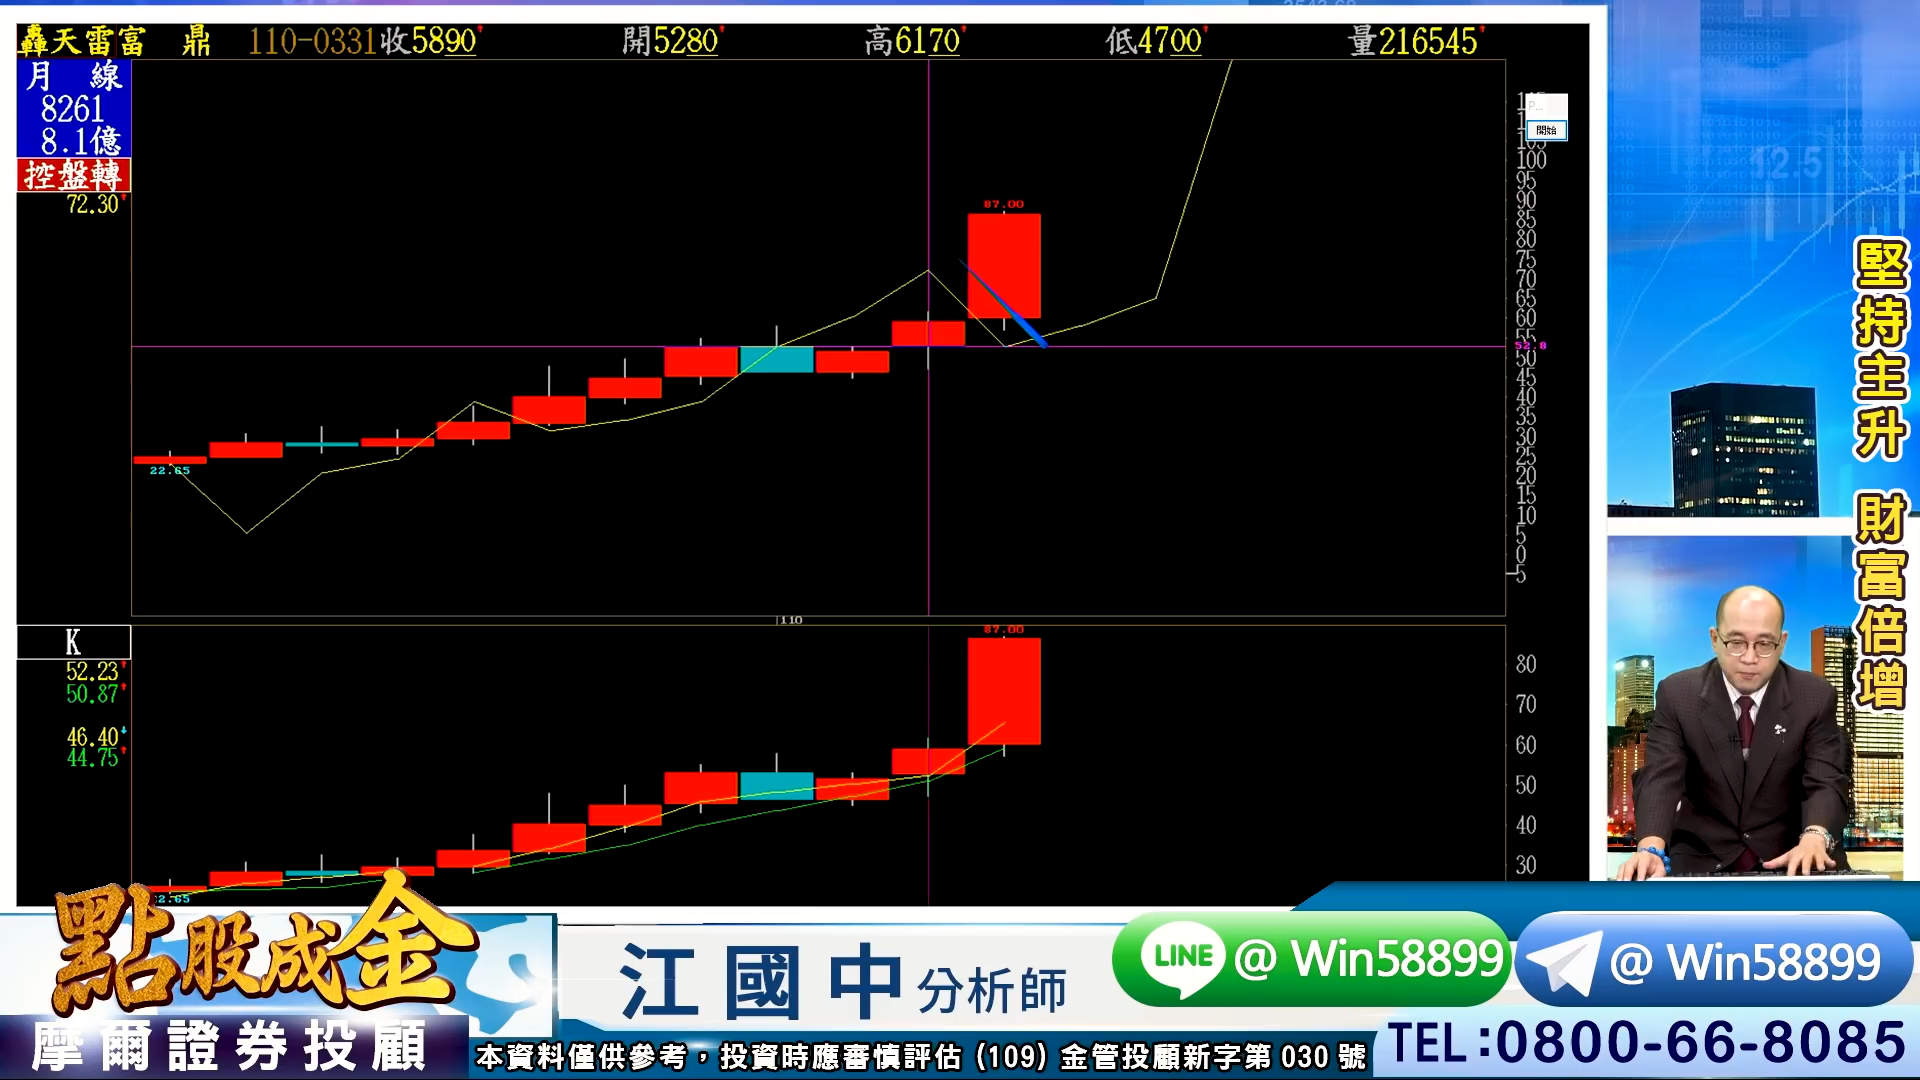 轟天雷富 鼎 110-0331收5890 開5280 高6170 低4700 量216545
月 線
8261
8.1億
控盤轉
72.30
87.00
22.65
P...
開始
105
100
95
90
85
80
75
70
65
60
55
52.8
50
45
40
35
30
25
20
15
10
5
0
-5
110
K
52.23
50.87
46.40
44.75
87.00
22.65
80
70
60
50
40
30
12.5
堅持主升 財富倍增
點股成金
摩爾證券投顧
江國中 分析師
LINE @ Win58899
@ Win58899
TEL:0800-66-8085
本資料僅供參考,投資時應審慎評估 (109) 金管投顧新字第 030 號